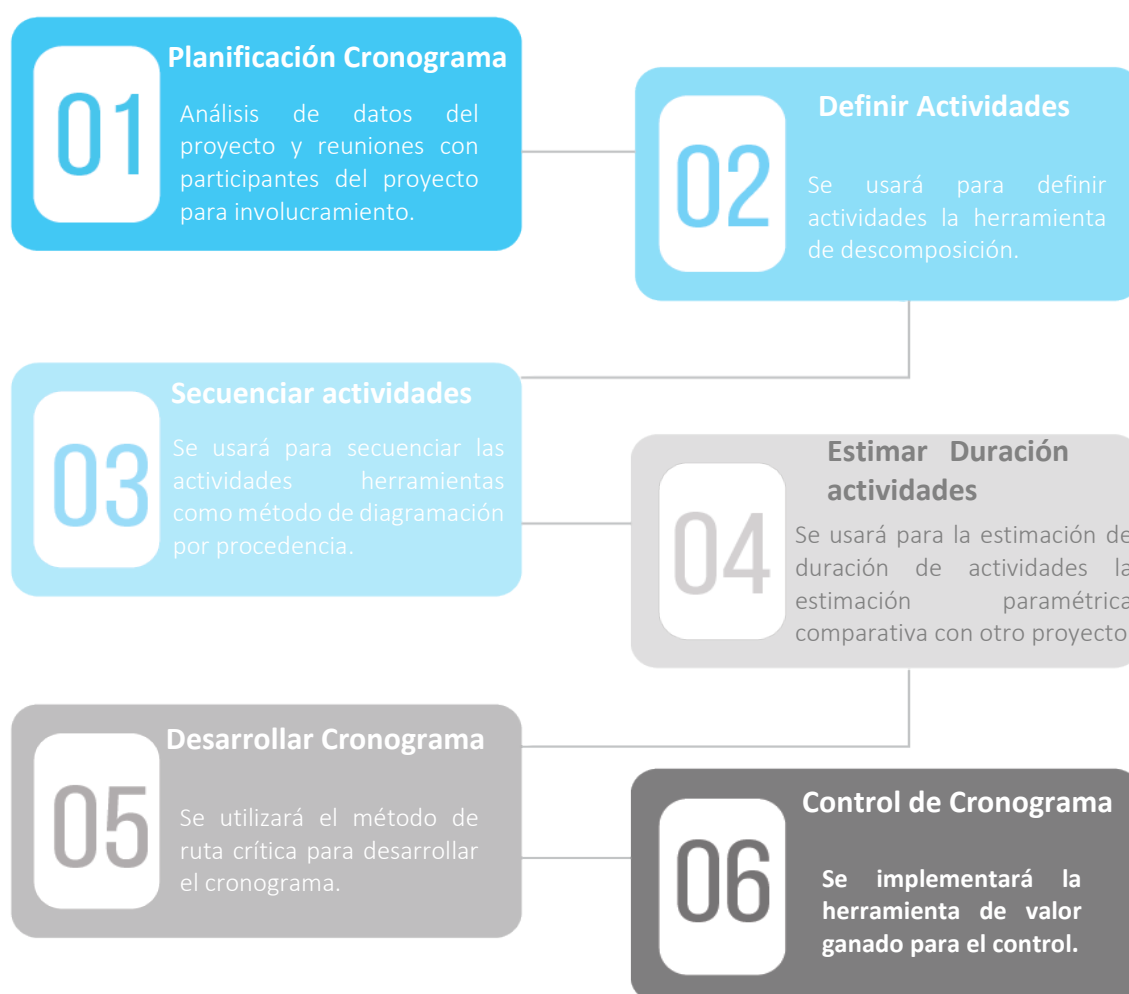 01
Planificación Cronograma
Análisis de datos del
proyecto y reuniones con
participantes del proyecto
para involucramiento.
02
Definir Actividades
Se usará para definir
actividades la herramienta
de descomposición.
03
Secuenciar actividades
Se usará para secuenciar las
actividades herramientas
como método de diagramación
por procedencia.
04
Estimar Duración
actividades
Se usará para la estimación de
duración de actividades la
estimación paramétrica
comparativa con otro proyecto
05
Desarrollar Cronograma
Se utilizará el método de
ruta crítica para desarrollar
el cronograma.
06
Control de Cronograma
Se implementará la
herramienta de valor
ganado para el control.